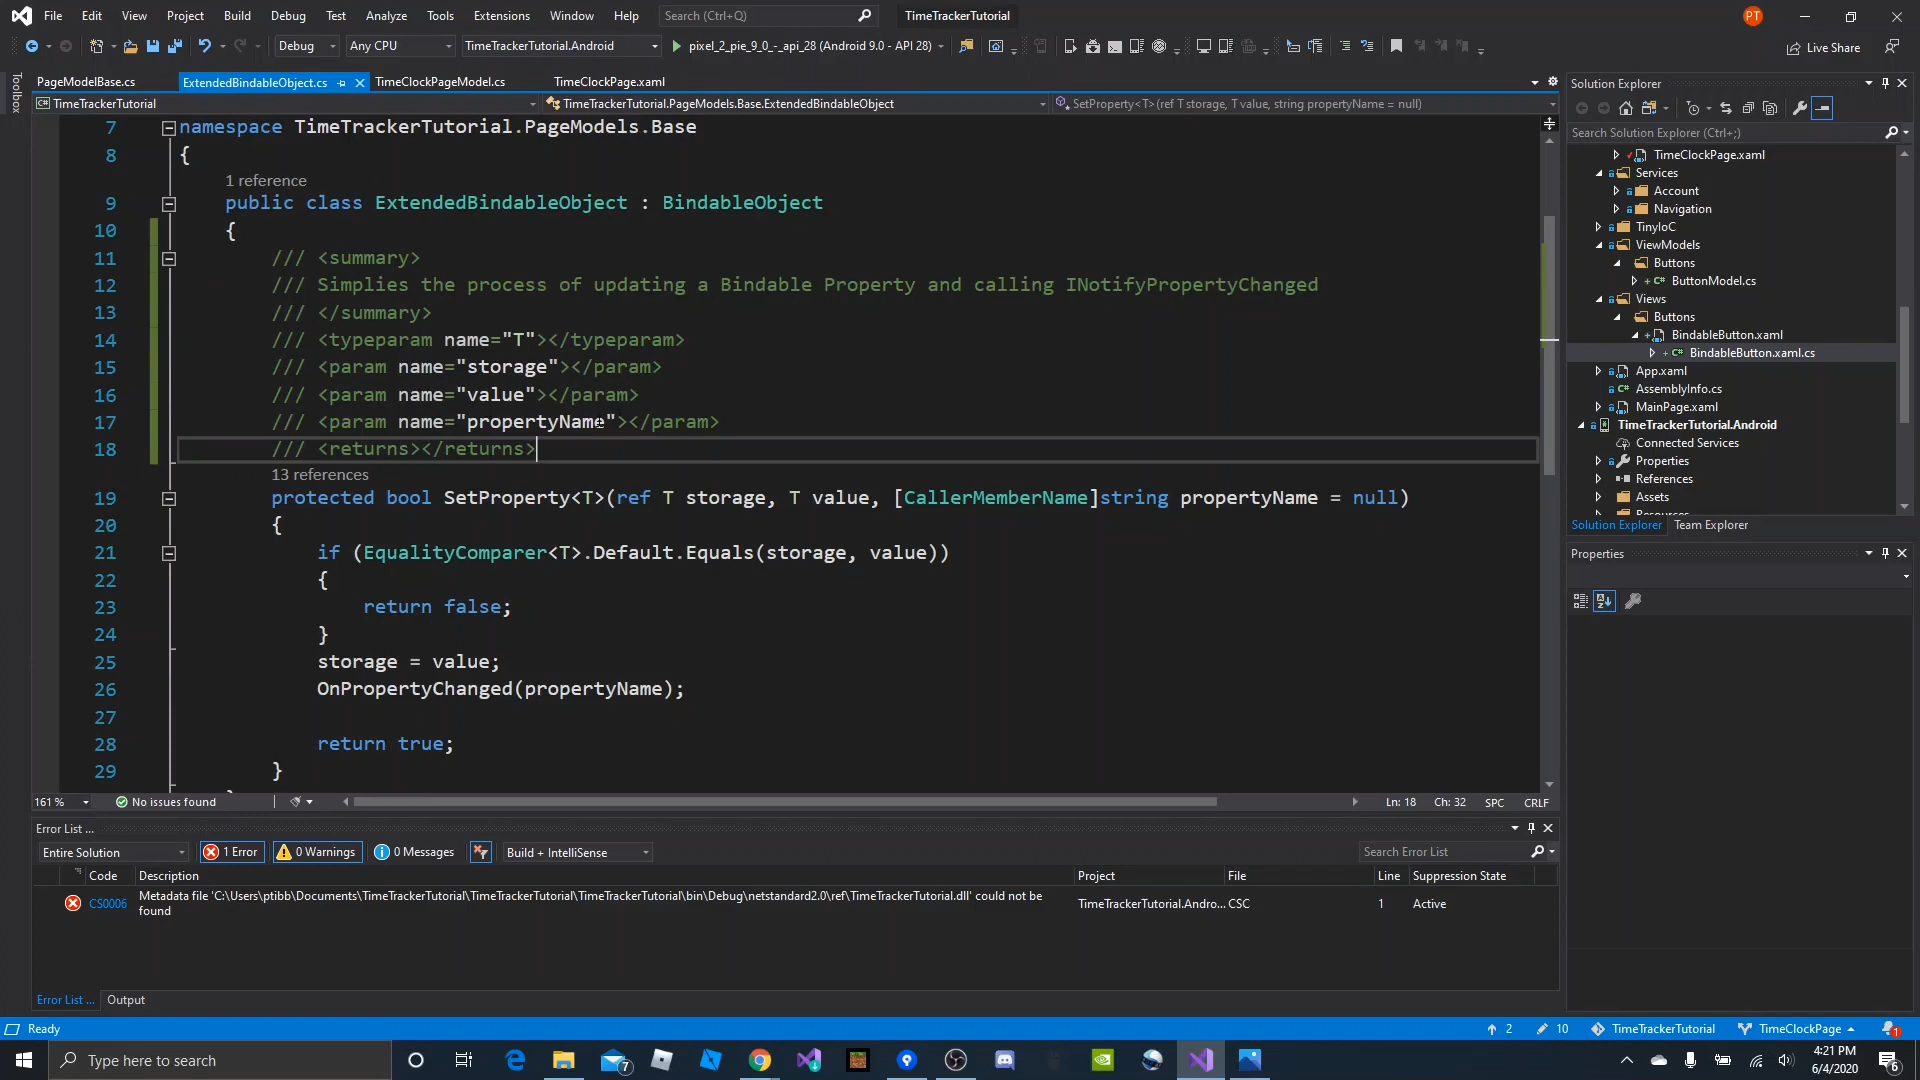 File Edit View Project Build Debug Test Analyze Tools Extensions Window Help Search (Ctrl+Q) TimeTrackerTutorial PT
Debug Any CPU TimeTrackerTutorial.Android pixel_2_pie_9_0_-_api_28 (Android 9.0 - API 28) Live Share
Toolbox
PageModelBase.cs ExtendedBindableObject.cs TimeClockPageModel.cs TimeClockPage.xaml
TimeTrackerTutorial TimeTrackerTutorial.PageModels.Base.ExtendedBindableObject SetProperty<T>(ref T storage, T value, string propertyName = null)
7 namespace TimeTrackerTutorial.PageModels.Base
8 {
1 reference
9 public class ExtendedBindableObject : BindableObject
10 {
11 /// <summary>
12 /// Simplies the process of updating a Bindable Property and calling INotifyPropertyChanged
13 /// </summary>
14 /// <typeparam name="T"></typeparam>
15 /// <param name="storage"></param>
16 /// <param name="value"></param>
17 /// <param name="propertyName"></param>
18 /// <returns></returns>
13 references
19 protected bool SetProperty<T>(ref T storage, T value, [CallerMemberName]string propertyName = null)
20 {
21 if (EqualityComparer<T>.Default.Equals(storage, value))
22 {
23 return false;
24 }
25 storage = value;
26 OnPropertyChanged(propertyName);
27
28 return true;
29 }
161 % No issues found Ln: 18 Ch: 32 SPC CRLF
Error List ...
Entire Solution 1 Error 0 Warnings 0 Messages Build + IntelliSense Search Error List
Code Description Project File Line Suppression State
CS0006 Metadata file 'C:\Users\ptibb\Documents\TimeTrackerTutorial\TimeTrackerTutorial\TimeTrackerTutorial\bin\Debug\netstandard2.0\ref\TimeTrackerTutorial.dll' could not be found TimeTrackerTutorial.Andro... CSC 1 Active
Error List ... Output
Solution Explorer
Search Solution Explorer (Ctrl+;)
TimeClockPage.xaml
Services
Account
Navigation
TinyIoC
ViewModels
Buttons
ButtonModel.cs
Views
Buttons
BindableButton.xaml
BindableButton.xaml.cs
App.xaml
AssemblyInfo.cs
MainPage.xaml
TimeTrackerTutorial.Android
Connected Services
Properties
References
Assets
Resources
Solution Explorer Team Explorer
Properties
Ready 2 10 TimeTrackerTutorial TimeClockPage 1
Type here to search 7 4:21 PM
6/4/2020 6